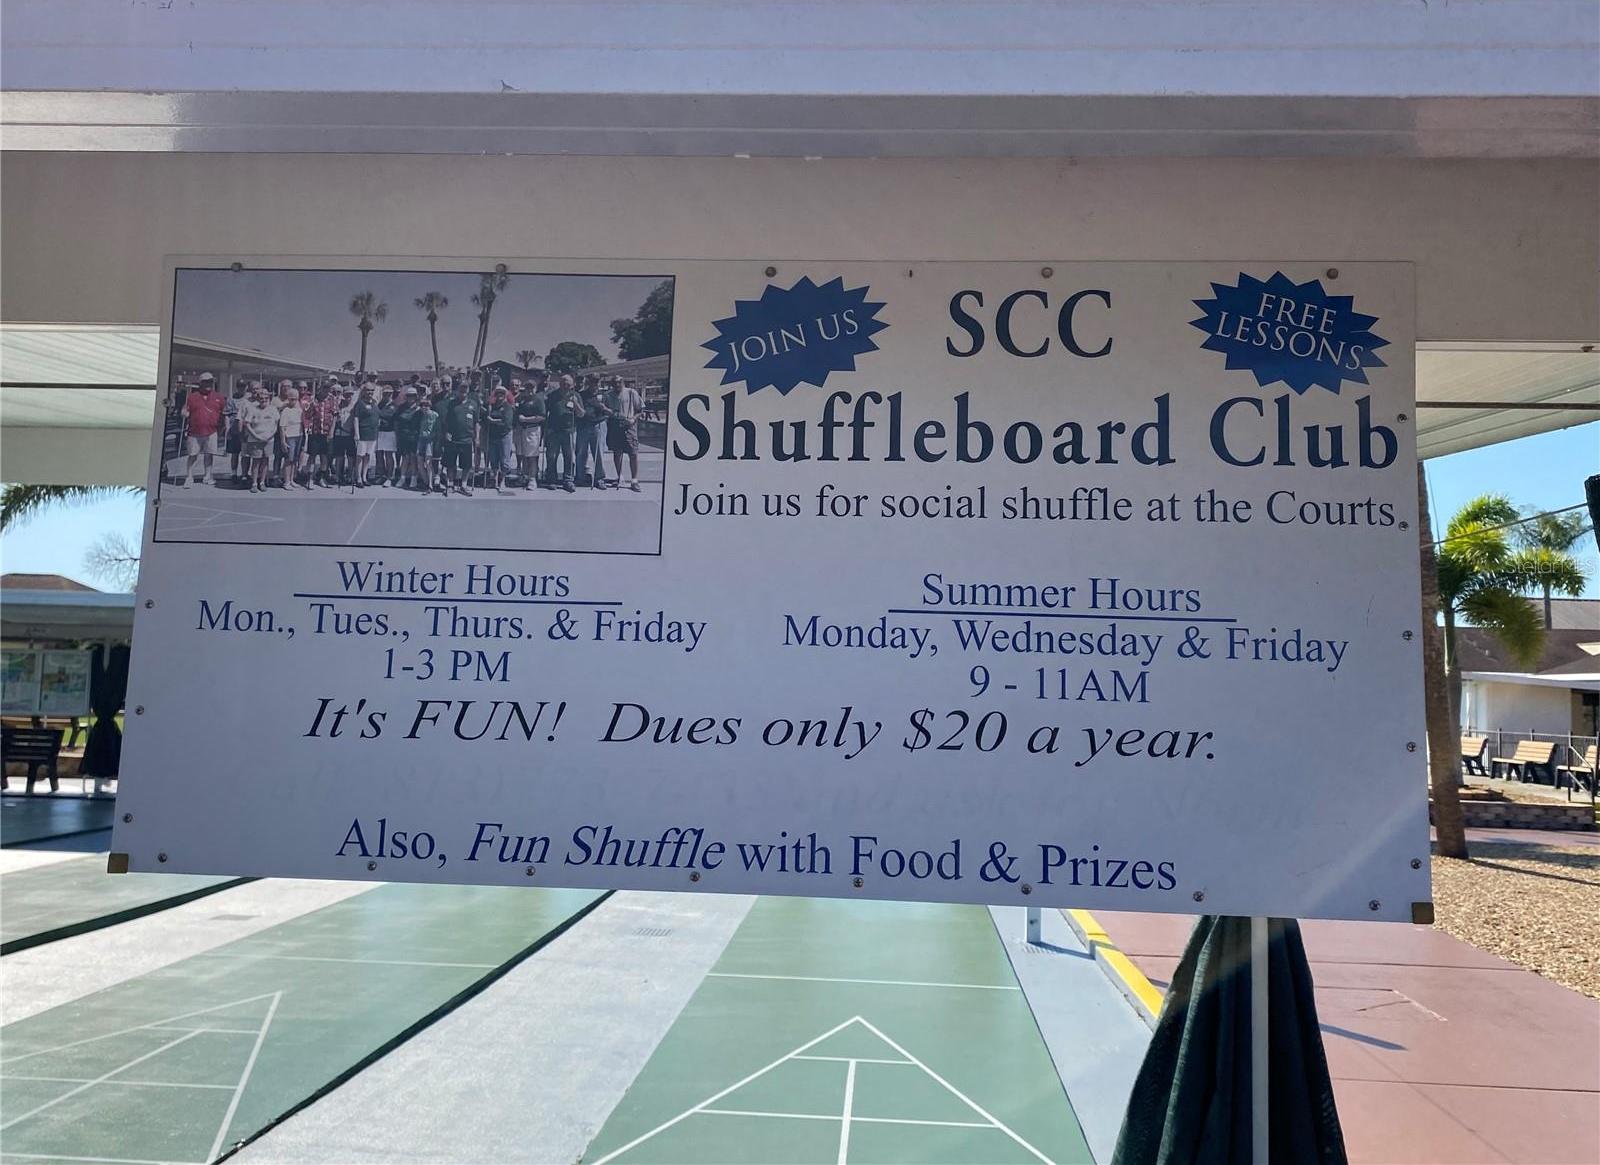 JOIN US
SCC
FREE
LESSONS
Shuffleboard Club
Join us for social shuffle at the Courts.
Winter Hours
Mon., Tues., Thurs. & Friday
1-3 PM
Summer Hours
Monday, Wednesday & Friday
9 - 11AM
It's FUN! Dues only $20 a year.
Also, Fun Shuffle with Food & Prizes